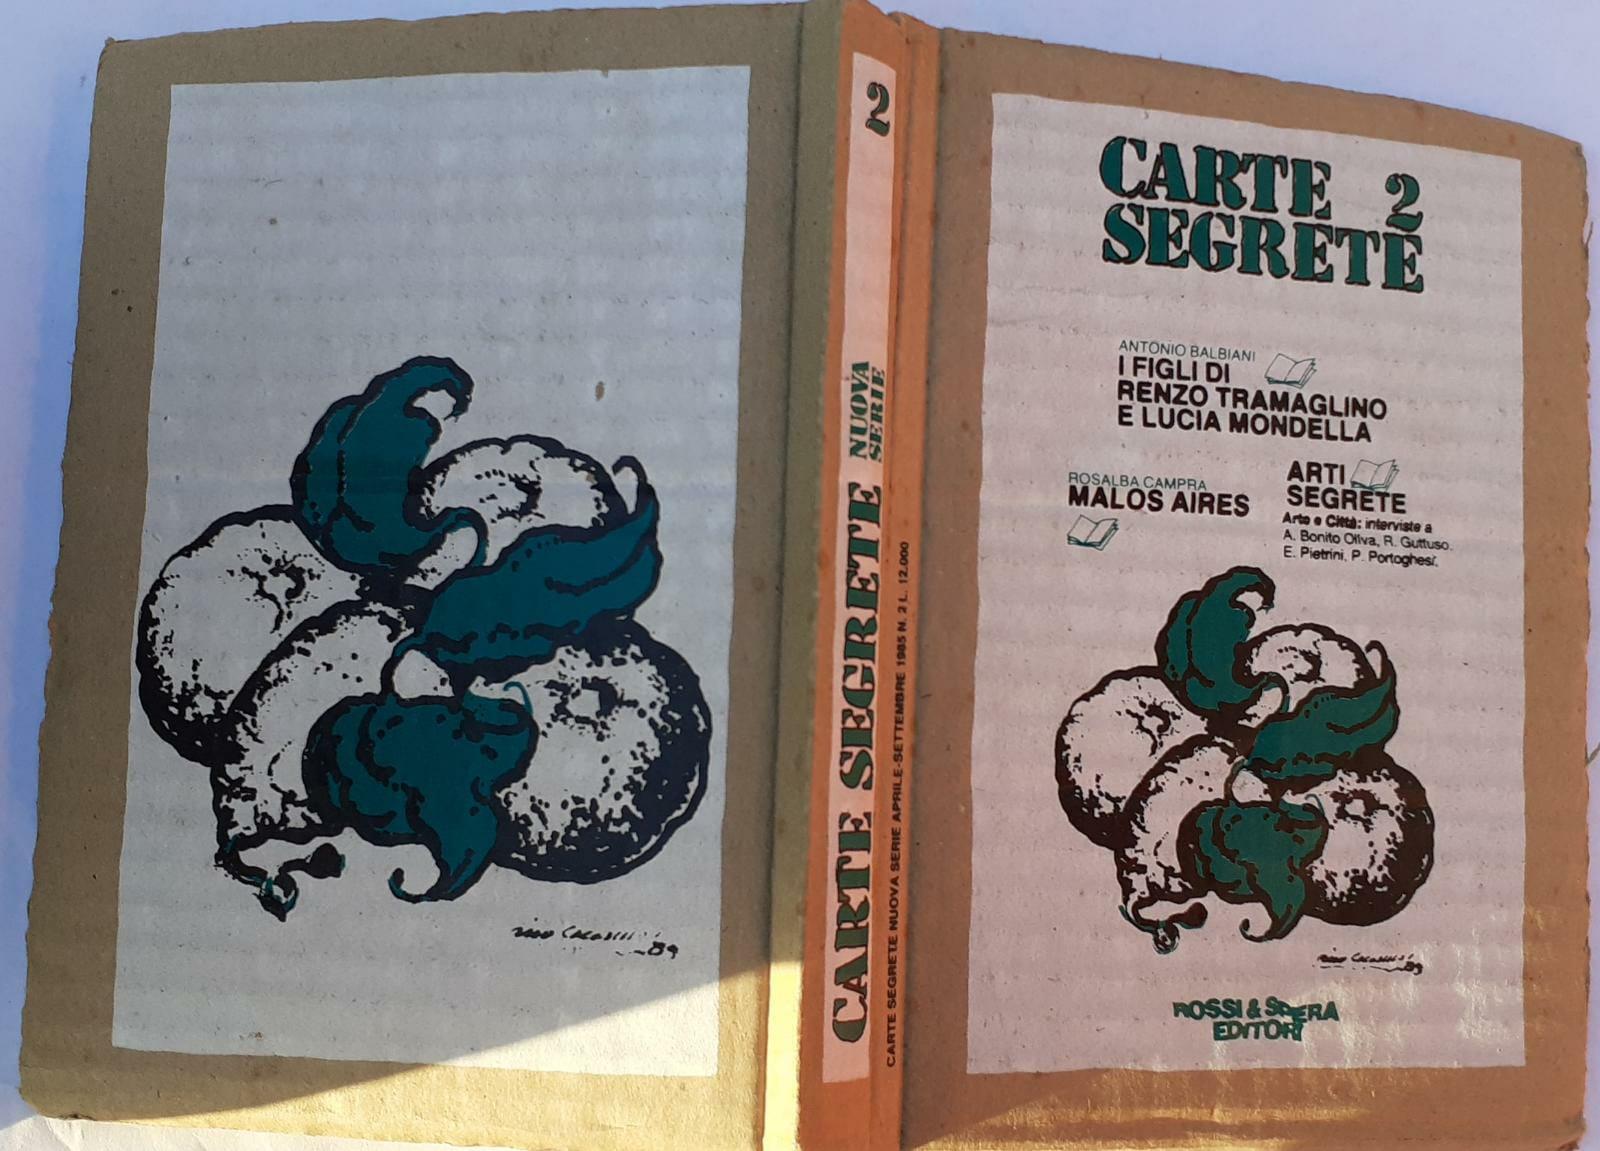 2
CARTE SEGRETE NUOVA
SERIE
CARTE SEGRETE NUOVA SERIE APRILE-SETTEMBRE 1985 N. 2 L. 12.000
CARTE 2
SEGRETE
ANTONIO BALBIANI
I FIGLI DI
RENZO TRAMAGLINO
E LUCIA MONDELLA
ROSALBA CAMPRA
MALOS AIRES
ARTI
SEGRETE
Arte e Città: interviste a
A. Bonito Oliva, R. Guttuso.
E. Pietrini, P. Portoghesi.
ROSSI & SPERA
EDITORI